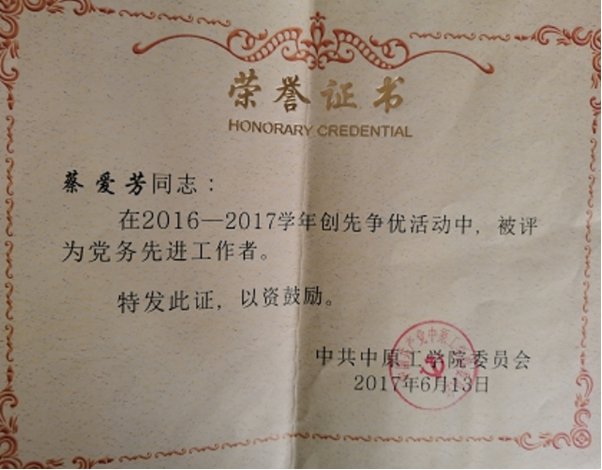 荣誉证书
HONORARY CREDENTIAL
蔡爱芳同志：
在2016—2017学年创先争优活动中，被评
为党务先进工作者。
特发此证，以资鼓励。
中共中原工学院委员会
2017年6月13日